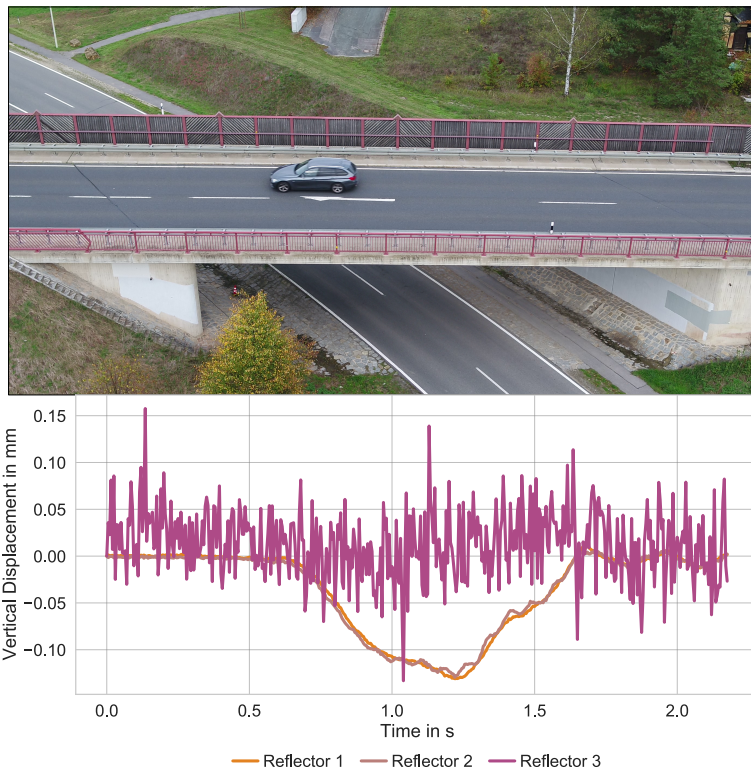 0.15
0.10
0.05
0.00
−0.05
−0.10
Vertical Displacement in mm
0.0 0.5 1.0 1.5 2.0
Time in s
Reflector 1 Reflector 2 Reflector 3